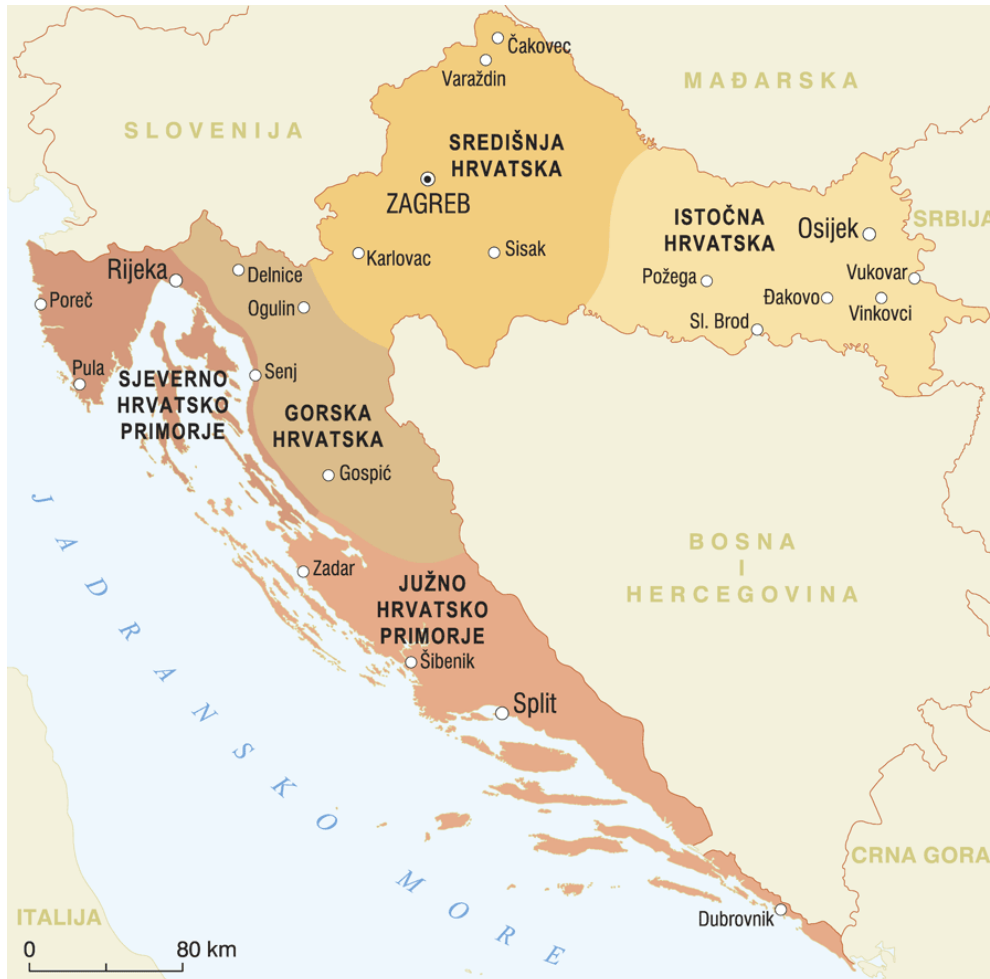 Čakovec
Varaždin
MAĐARSKA
SLOVENIJA
SREDIŠNJA
HRVATSKA
ZAGREB
ISTOČNA
HRVATSKA
Osijek
SRBIJA
Karlovac
Sisak
Rijeka
Delnice
Požega
Vukovar
Poreč
Ogulin
Đakovo
Vinkovci
Sl. Brod
Pula
Senj
SJEVERNO
HRVATSKO
PRIMORJE
GORSKA
HRVATSKA
Gospić
JADRANSKO MORE
BOSNA
I
HERCEGOVINA
Zadar
JUŽNO
HRVATSKO
PRIMORJE
Šibenik
Split
CRNA GORA
ITALIJA
Dubrovnik
0 80 km